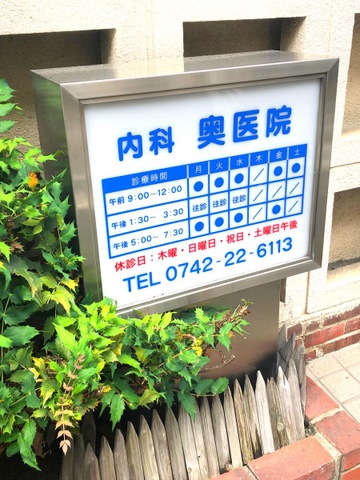 内科 奥医院
診療時間 月 火 水 木 金 土
午前 9:00～12:00 ● ● ● ／ ● ●
午後 1:30～ 3:30 往診 往診 往診 ／ ／ ／
午後 5:00～ 7:30 ● ● ● ／ ● ／
休診日：木曜・日曜日・祝日・土曜日午後
TEL 0742-22-6113